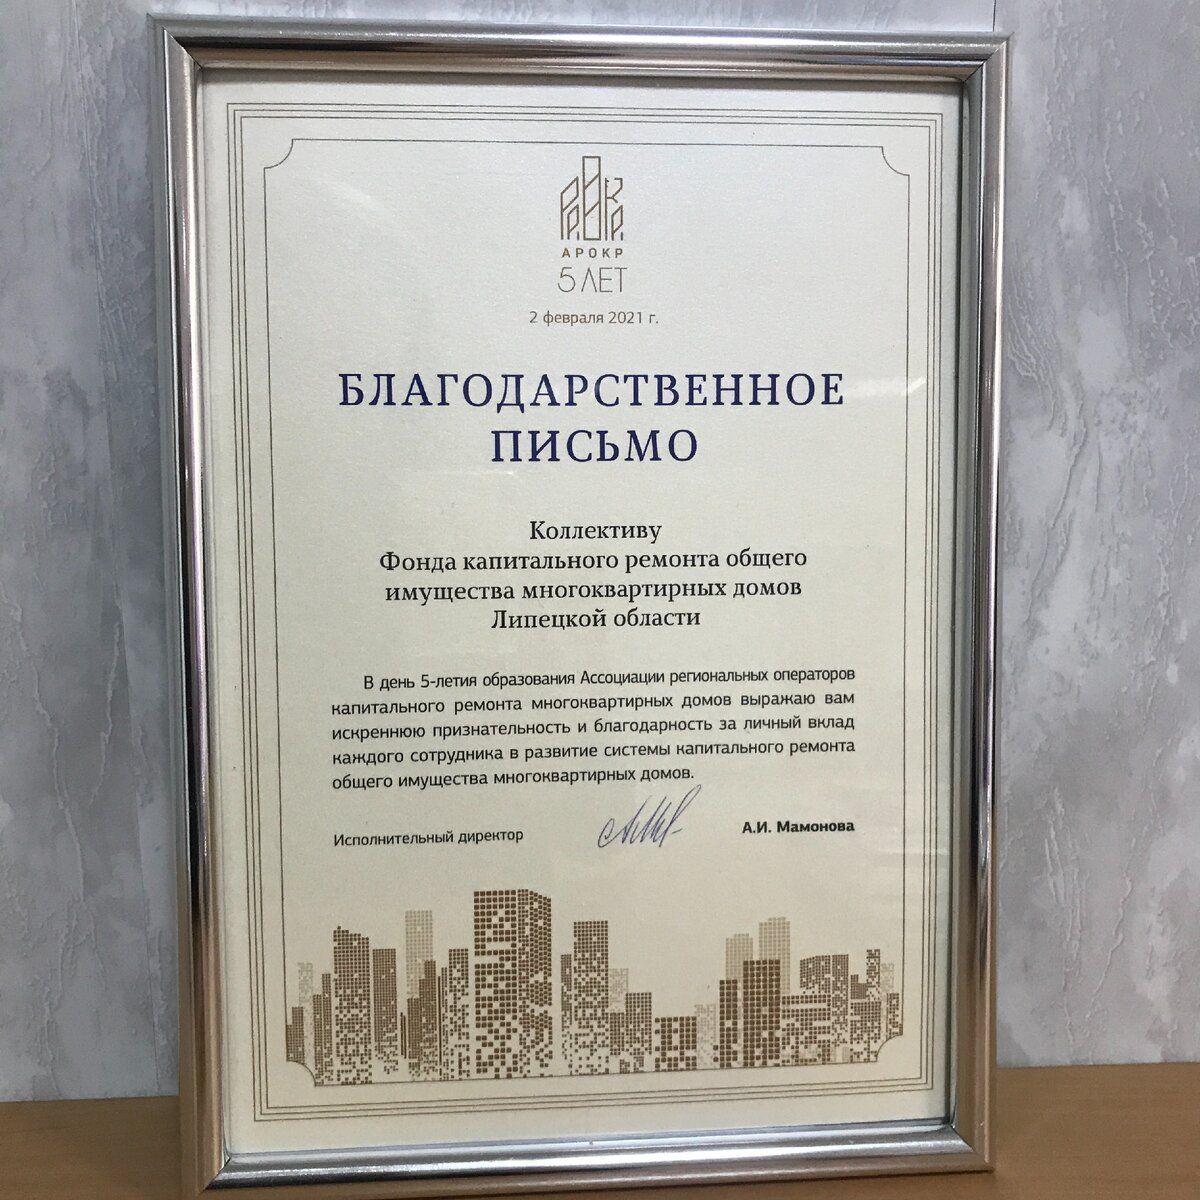 АРОКР
5 ЛЕТ
2 февраля 2021 г.
БЛАГОДАРСТВЕННОЕ
ПИСЬМО
Коллективу
Фонда капитального ремонта общего
имущества многоквартирных домов
Липецкой области
В день 5-летия образования Ассоциации региональных операторов
капитального ремонта многоквартирных домов выражаю вам
искреннюю признательность и благодарность за личный вклад
каждого сотрудника в развитие системы капитального ремонта
общего имущества многоквартирных домов.
Исполнительный директор А.И. Мамонова